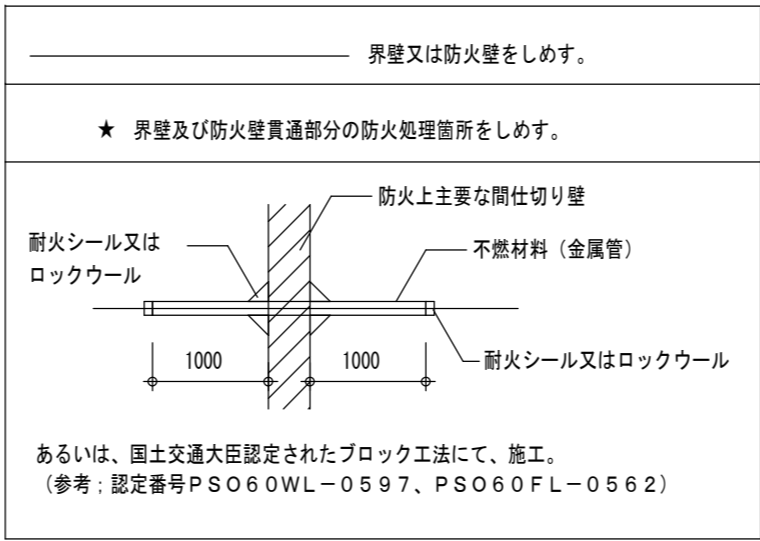 界壁又は防火壁をしめす。
★ 界壁及び防火壁貫通部分の防火処理箇所をしめす。
防火上主要な間仕切り壁
耐火シール又は
ロックウール
不燃材料（金属管）
1000
1000
耐火シール又はロックウール
あるいは、国土交通大臣認定されたブロック工法にて、施工。
（参考；認定番号ＰＳＯ６０ＷＬ－０５９７、ＰＳＯ６０ＦＬ－０５６２）